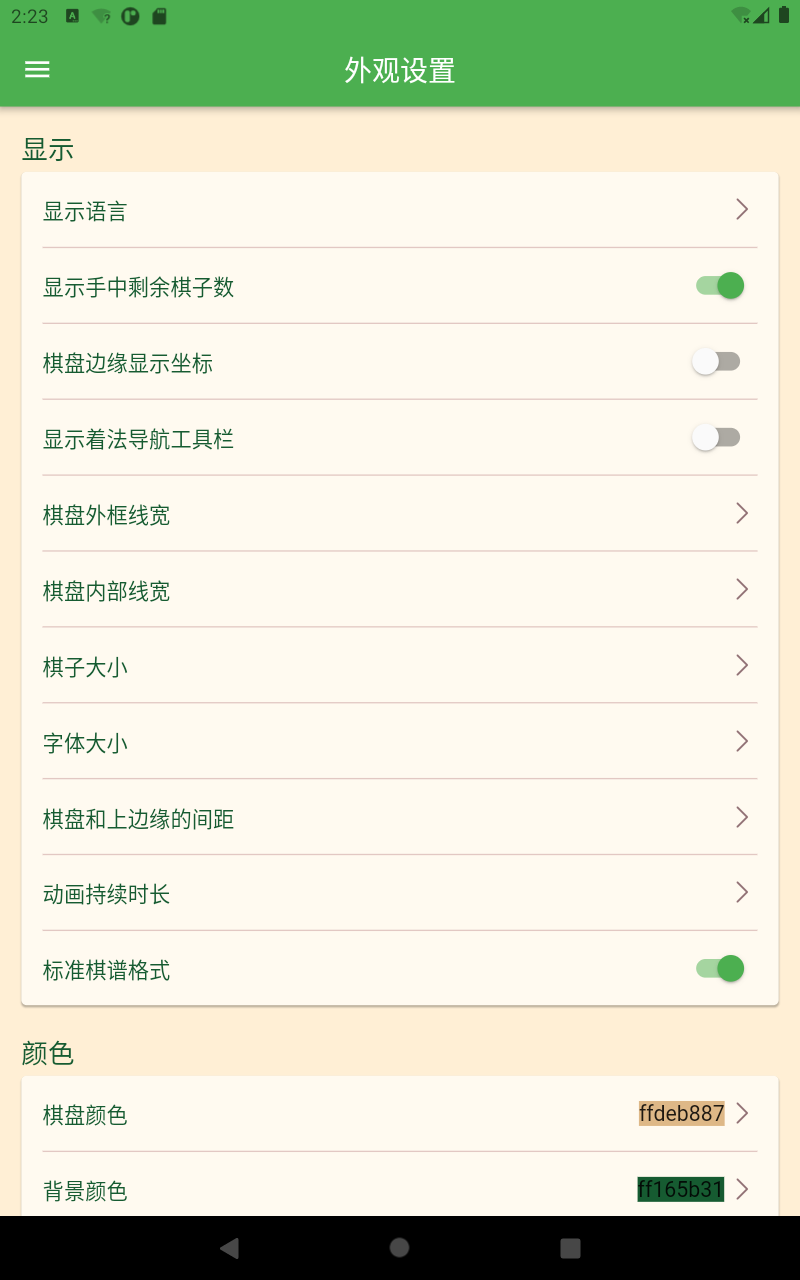 2:23
外观设置
显示
显示语言
显示手中剩余棋子数
棋盘边缘显示坐标
显示着法导航工具栏
棋盘外框线宽
棋盘内部线宽
棋子大小
字体大小
棋盘和上边缘的间距
动画持续时长
标准棋谱格式
颜色
棋盘颜色 ffdeb887
背景颜色 ff165b31